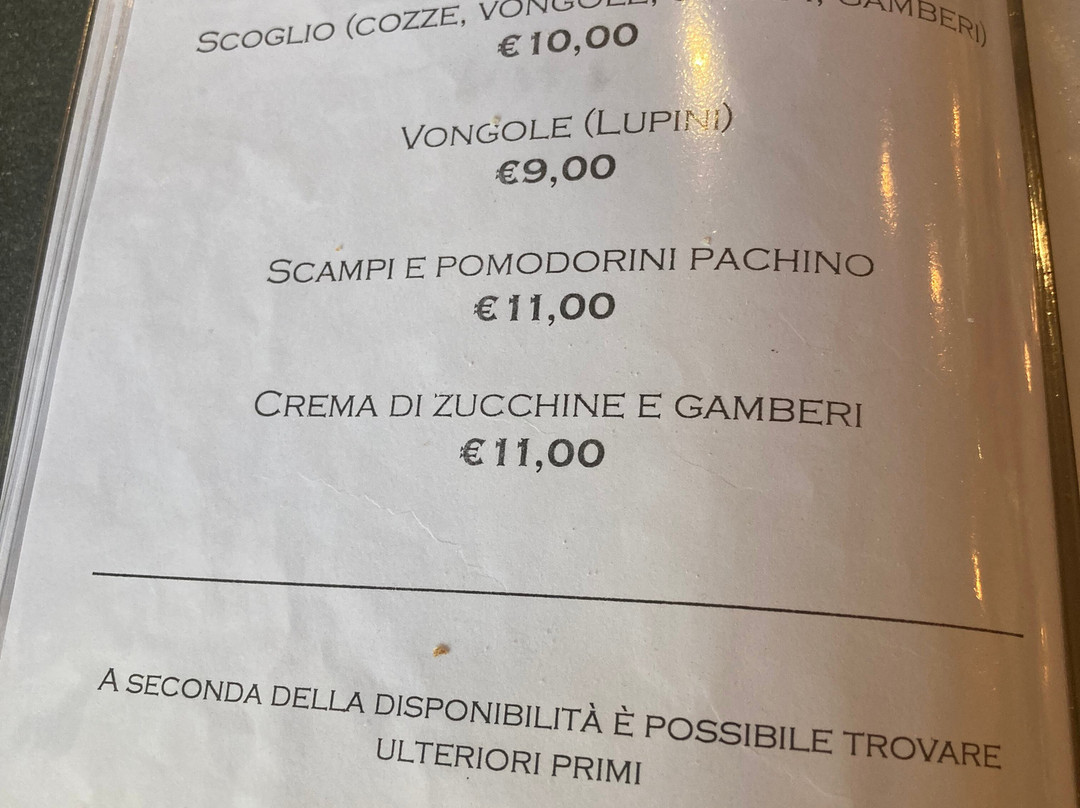 SCOGLIO (COZZE, VONGOLE, GAMBERI)
€ 10,00
VONGOLE (LUPINI)
€9,00
SCAMPI E POMODORINI PACHINO
€ 11,00
CREMA DI ZUCCHINE E GAMBERI
€ 11,00
A SECONDA DELLA DISPONIBILITÀ È POSSIBILE TROVARE
ULTERIORI PRIMI